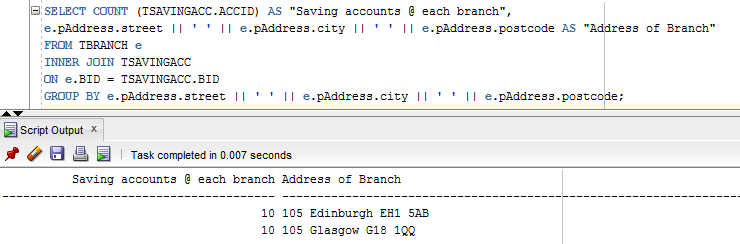 SELECT COUNT (TSAVINGACC.ACCID) AS "Saving accounts @ each branch",
e.pAddress.street || ' ' || e.pAddress.city || ' ' || e.pAddress.postcode AS "Address of Branch"
FROM TBRANCH e
INNER JOIN TSAVINGACC
ON e.BID = TSAVINGACC.BID
GROUP BY e.pAddress.street || ' ' || e.pAddress.city || ' ' || e.pAddress.postcode;
Script Output x
Task completed in 0.007 seconds
Saving accounts @ each branch Address of Branch
10 105 Edinburgh EH1 5AB
10 105 Glasgow G18 1QQ